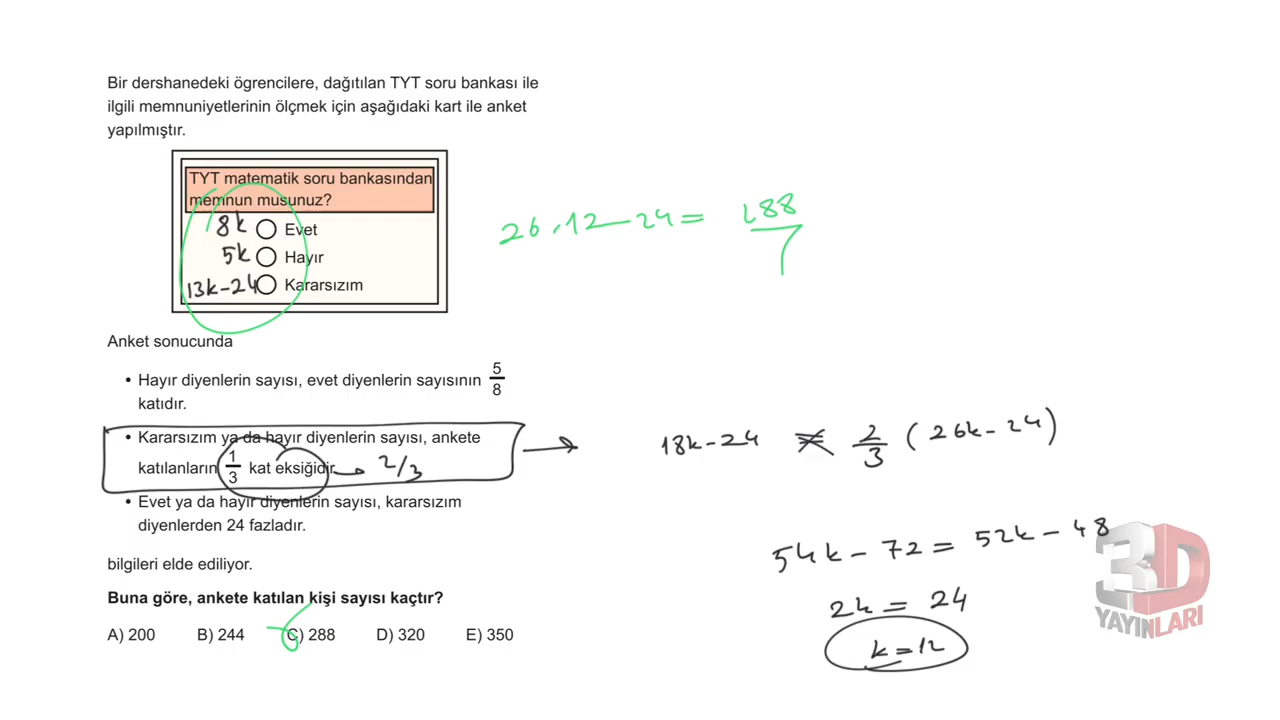 Bir dershanedeki ögrencilere, dağıtılan TYT soru bankası ile
ilgili memnuniyetlerinin ölçmek için aşağıdaki kart ile anket
yapılmıştır.
TYT matematik soru bankasından
memnun musunuz?
8k Evet
5k Hayır
13k-24 Kararsızım
26.12-24= 288
Anket sonucunda
• Hayır diyenlerin sayısı, evet diyenlerin sayısının 5/8
katıdır.
• Kararsızım ya da hayır diyenlerin sayısı, ankete
katılanların 1/3 kat eksiğidir. → 2/3
18k-24 = 2/3 (26k-24)
• Evet ya da hayır diyenlerin sayısı, kararsızım
diyenlerden 24 fazladır.
54k - 72 = 52k - 48
bilgileri elde ediliyor.
2k = 24
k=12
Buna göre, ankete katılan kişi sayısı kaçtır?
A) 200 B) 244 C) 288 D) 320 E) 350
3D
YAYINLARI